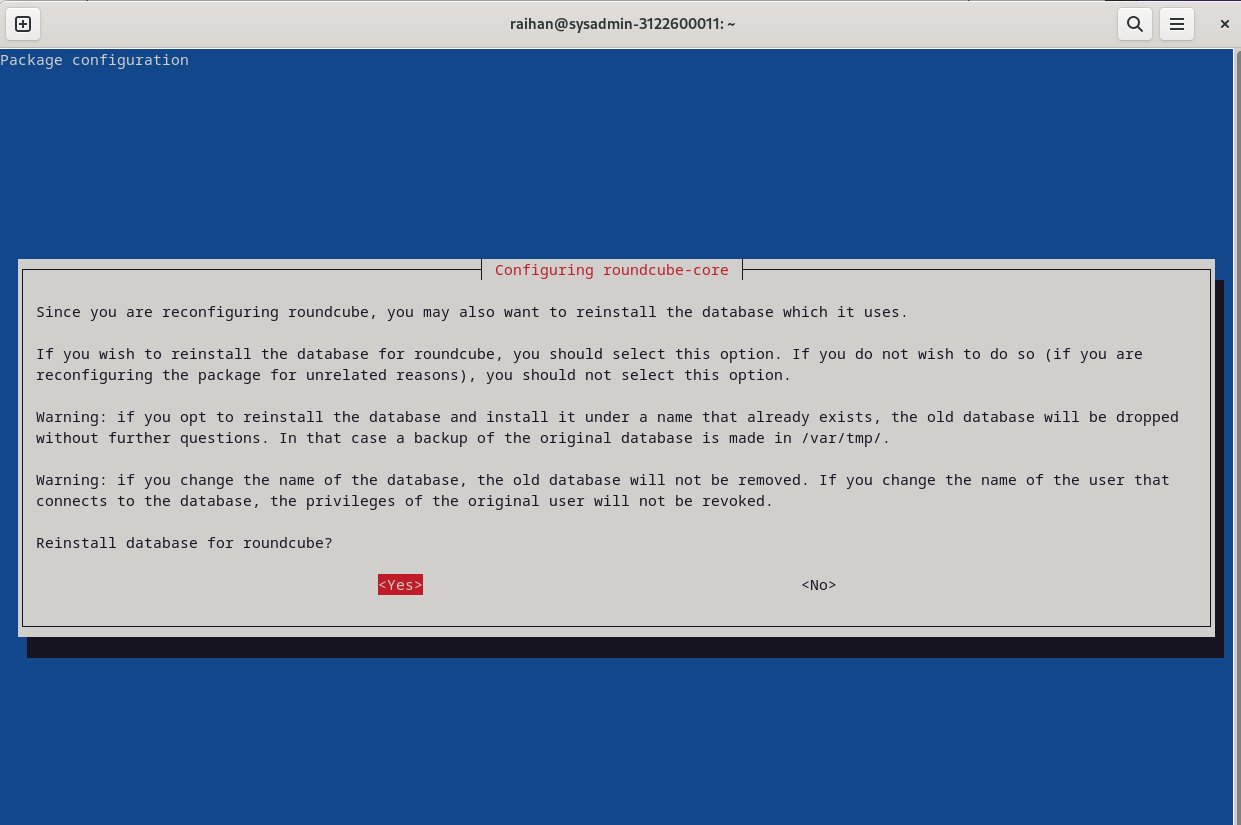 raihan@sysadmin-3122600011: ~
Package configuration
Configuring roundcube-core
Since you are reconfiguring roundcube, you may also want to reinstall the database which it uses.
If you wish to reinstall the database for roundcube, you should select this option. If you do not wish to do so (if you are
reconfiguring the package for unrelated reasons), you should not select this option.
Warning: if you opt to reinstall the database and install it under a name that already exists, the old database will be dropped
without further questions. In that case a backup of the original database is made in /var/tmp/.
Warning: if you change the name of the database, the old database will not be removed. If you change the name of the user that
connects to the database, the privileges of the original user will not be revoked.
Reinstall database for roundcube?
<Yes> <No>